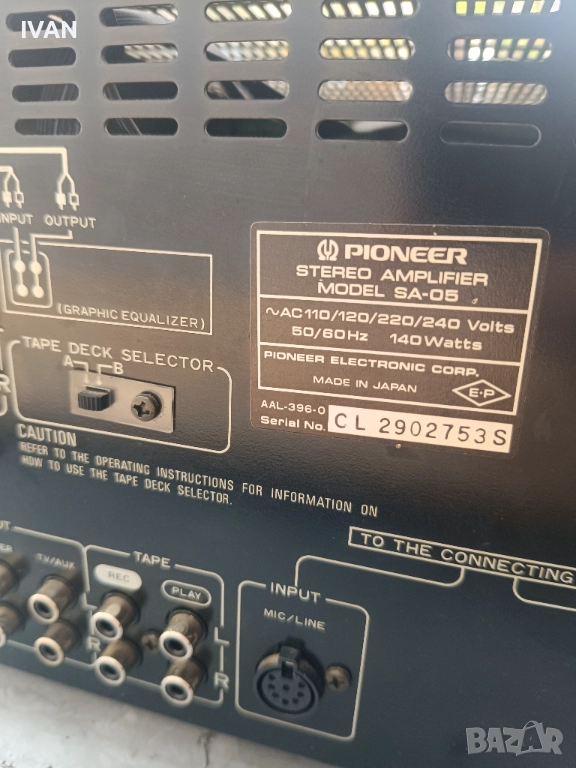 IVAN
INPUT OUTPUT
(GRAPHIC EQUALIZER)
PIONEER
STEREO AMPLIFIER
MODEL SA-05
~AC110/120/220/240 Volts
50/60Hz 140Watts
PIONEER ELECTRONIC CORP.
MADE IN JAPAN
E·P
AAL-396-0
Serial No. CL 2902753S
TAPE DECK SELECTOR
A B
CAUTION
REFER TO THE OPERATING INSTRUCTIONS FOR INFORMATION ON
HOW TO USE THE TAPE DECK SELECTOR.
TO THE CONNECTING
TV/AUX
TAPE
REC
PLAY
L
R
R
INPUT
MIC/LINE
BAZAR